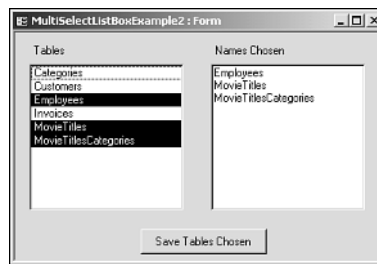 MultiSelectListBoxExample2 : Form
Tables
Names Chosen
Categories
Customers
Employees
Invoices
MovieTitles
MovieTitlesCategories
Employees
MovieTitles
MovieTitlesCategories
Save Tables Chosen